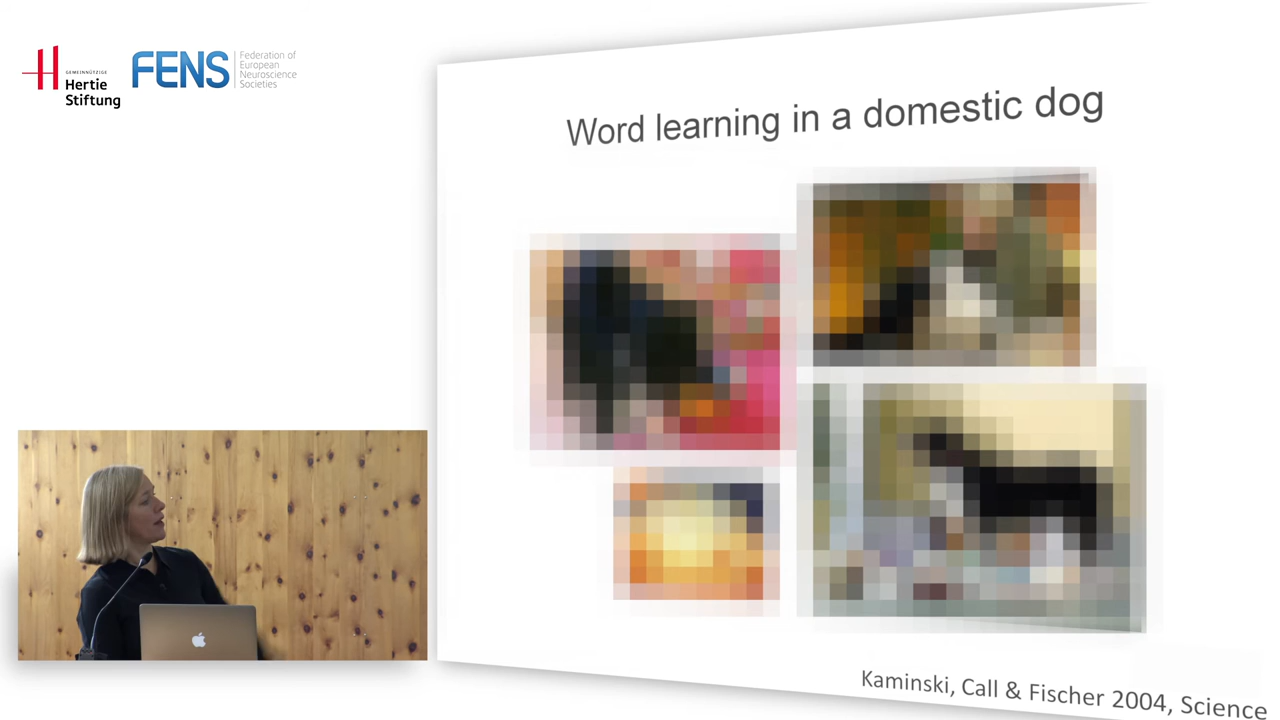 GEMEINNÜTZIGE
Hertie
Stiftung
FENS
Federation of
European
Neuroscience
Societies
Word learning in a domestic dog
Kaminski, Call & Fischer 2004, Science